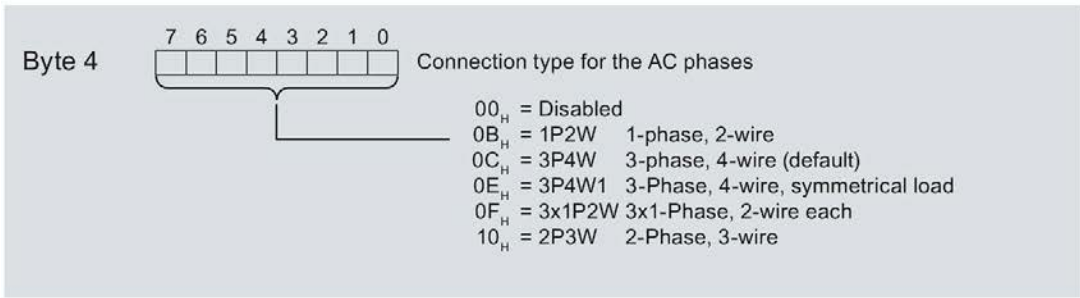 7 6 5 4 3 2 1 0
Byte 4 Connection type for the AC phases
00H = Disabled
0BH = 1P2W 1-phase, 2-wire
0CH = 3P4W 3-phase, 4-wire (default)
0EH = 3P4W1 3-Phase, 4-wire, symmetrical load
0FH = 3x1P2W 3x1-Phase, 2-wire each
10H = 2P3W 2-Phase, 3-wire